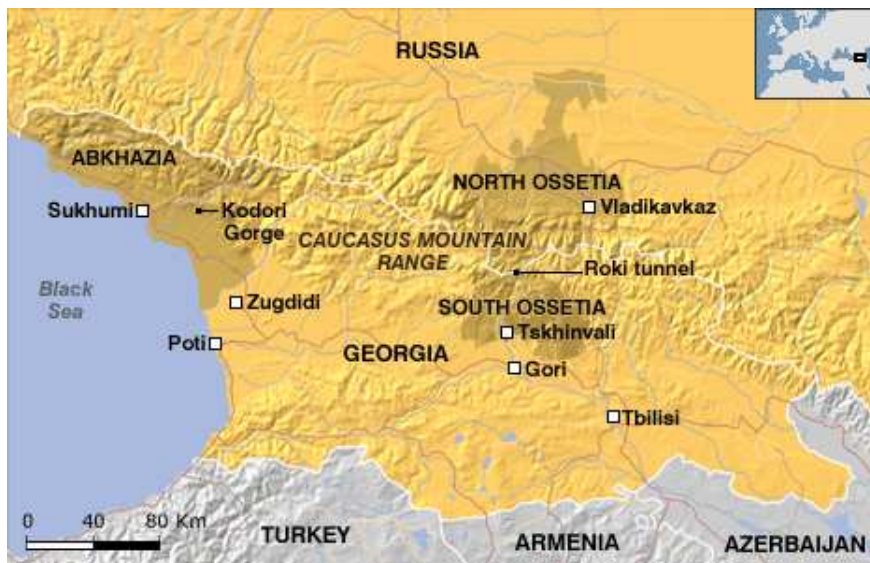 RUSSIA
ABKHAZIA
NORTH OSSETIA
Sukhumi
Kodori
Gorge
Vladikavkaz
CAUCASUS MOUNTAIN
RANGE
Roki tunnel
Black
Sea
Zugdidi
SOUTH OSSETIA
Tskhinvali
Poti
GEORGIA
Gori
Tbilisi
0 40 80 Km
TURKEY
ARMENIA
AZERBAIJAN